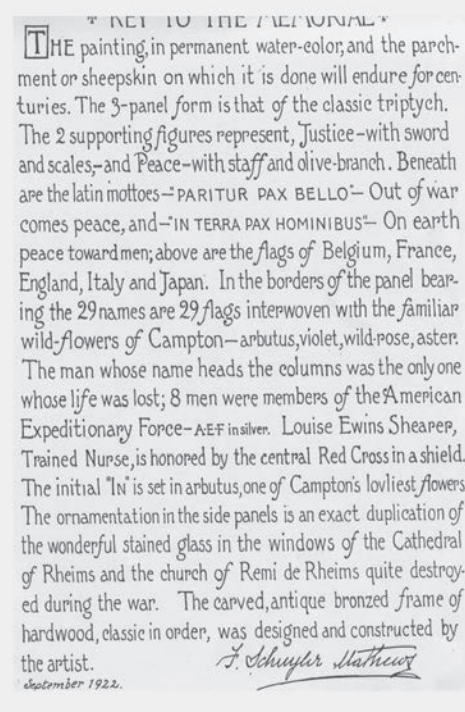 * KEY TO THE MEMORIAL *
THE painting, in permanent water-color, and the parch-
ment or sheepskin on which it is done will endure for cen-
turies. The 3-panel form is that of the classic triptych.
The 2 supporting figures represent, Justice-with sword
and scales,-and Peace-with staff and olive-branch. Beneath
are the latin mottoes-"PARITUR PAX BELLO"- Out of war
comes peace, and-"IN TERRA PAX HOMINIBUS"- On earth
peace toward men; above are the flags of Belgium, France,
England, Italy and Japan. In the borders of the panel bear-
ing the 29 names are 29 flags interwoven with the familiar
wild-flowers of Campton-arbutus, violet, wild-rose, aster.
The man whose name heads the columns was the only one
whose life was lost; 8 men were members of the American
Expeditionary Force-A·E·F in silver. Louise Ewins Shearer,
Trained Nurse, is honored by the central Red Cross in a shield.
The initial "IN" is set in arbutus, one of Campton's lovliest flowers
The ornamentation in the side panels is an exact duplication of
the wonderful stained glass in the windows of the Cathedral
of Rheims and the church of Remi de Rheims quite destroy-
ed during the war. The carved, antique bronzed frame of
hardwood, classic in order, was designed and constructed by
the artist. F. Schuyler Mathews
September 1922.